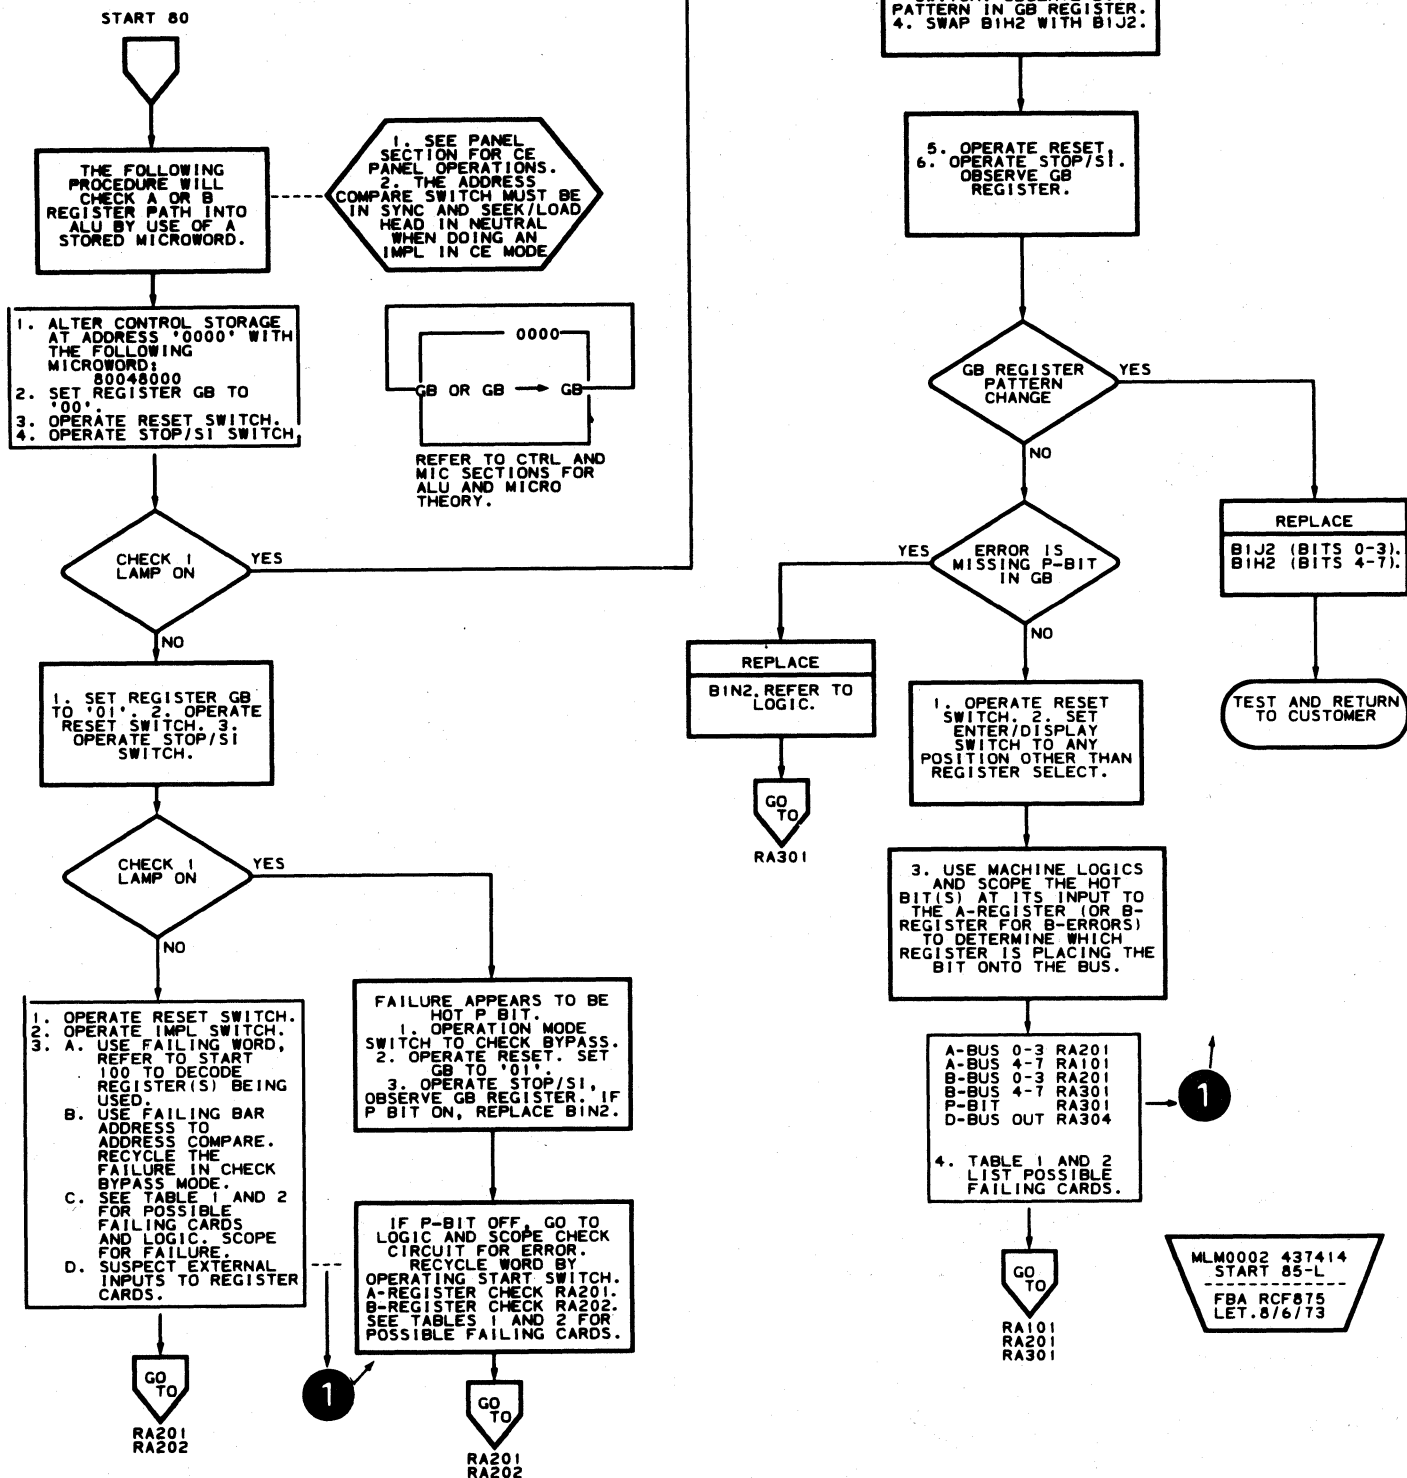 START 80
THE FOLLOWING
PROCEDURE WILL
CHECK A OR B
REGISTER PATH INTO
ALU BY USE OF A
STORED MICROWORD.
1. SEE PANEL
SECTION FOR CE
PANEL OPERATIONS.
2. THE ADDRESS
COMPARE SWITCH MUST BE
IN SYNC AND SEEK/LOAD
HEAD IN NEUTRAL
WHEN DOING AN
IMPL IN CE MODE
1. ALTER CONTROL STORAGE
AT ADDRESS '0000' WITH
THE FOLLOWING
MICROWORD:
80048000
2. SET REGISTER GB TO
'00'.
3. OPERATE RESET SWITCH.
4. OPERATE STOP/SI SWITCH.
0000
GB OR GB → GB
REFER TO CTRL AND
MIC SECTIONS FOR
ALU AND MICRO
THEORY.
CHECK 1
LAMP ON
YES
NO
1. SET REGISTER GB
TO '01'. 2. OPERATE
RESET SWITCH. 3.
OPERATE STOP/SI
SWITCH.
CHECK 1
LAMP ON
YES
NO
1. OPERATE RESET SWITCH.
2. OPERATE IMPL SWITCH.
3. A. USE FAILING WORD,
REFER TO START
100 TO DECODE
REGISTER(S) BEING
USED.
B. USE FAILING BAR
ADDRESS TO
ADDRESS COMPARE.
RECYCLE THE
FAILURE IN CHECK
BYPASS MODE.
C. SEE TABLE 1 AND 2
FOR POSSIBLE
FAILING CARDS
AND LOGIC. SCOPE
FOR FAILURE.
D. SUSPECT EXTERNAL
INPUTS TO REGISTER
CARDS.
GO
TO
RA201
RA202
1
FAILURE APPEARS TO BE
HOT P BIT.
1. OPERATION MODE
SWITCH TO CHECK BYPASS.
2. OPERATE RESET. SET
GB TO '01'.
3. OPERATE STOP/SI,
OBSERVE GB REGISTER. IF
P BIT ON, REPLACE B1N2.
IF P-BIT OFF, GO TO
LOGIC AND SCOPE CHECK
CIRCUIT FOR ERROR.
RECYCLE WORD BY
OPERATING START SWITCH.
A-REGISTER CHECK RA201.
B-REGISTER CHECK RA202.
SEE TABLES 1 AND 2 FOR
POSSIBLE FAILING CARDS.
GO
TO
RA201
RA202
PATTERN IN GB REGISTER.
4. SWAP B1H2 WITH B1J2.
5. OPERATE RESET.
6. OPERATE STOP/SI.
OBSERVE GB
REGISTER.
GB REGISTER
PATTERN
CHANGE
YES
NO
REPLACE
B1J2 (BITS 0-3).
B1H2 (BITS 4-7).
TEST AND RETURN
TO CUSTOMER
ERROR IS
MISSING P-BIT
IN GB
YES
NO
REPLACE
B1N2. REFER TO
LOGIC.
GO
TO
RA301
1. OPERATE RESET
SWITCH. 2. SET
ENTER/DISPLAY
SWITCH TO ANY
POSITION OTHER THAN
REGISTER SELECT.
3. USE MACHINE LOGICS
AND SCOPE THE HOT
BIT(S) AT ITS INPUT TO
THE A-REGISTER (OR B-
REGISTER FOR B-ERRORS)
TO DETERMINE WHICH
REGISTER IS PLACING THE
BIT ONTO THE BUS.
A-BUS 0-3 RA201
A-BUS 4-7 RA101
B-BUS 0-3 RA201
B-BUS 4-7 RA301
P-BIT RA301
D-BUS OUT RA304
4. TABLE 1 AND 2
LIST POSSIBLE
FAILING CARDS.
1
GO
TO
RA101
RA201
RA301
MLM0002 437414
START 85-L
FBA RCF875
LET.8/6/73